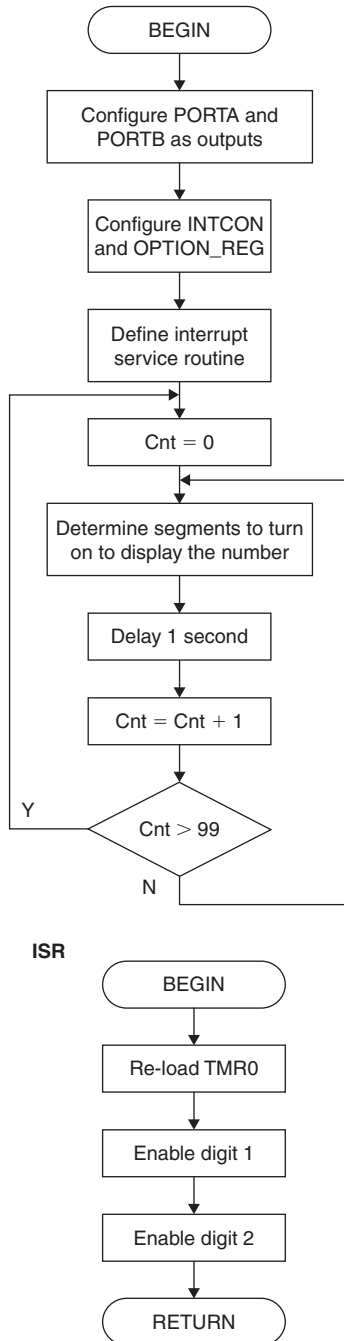 BEGIN
Configure PORTA and
PORTB as outputs
Configure INTCON
and OPTION_REG
Define interrupt
service routine
Cnt = 0
Determine segments to turn
on to display the number
Delay 1 second
Cnt = Cnt + 1
Y
Cnt > 99
N
ISR
BEGIN
Re-load TMR0
Enable digit 1
Enable digit 2
RETURN